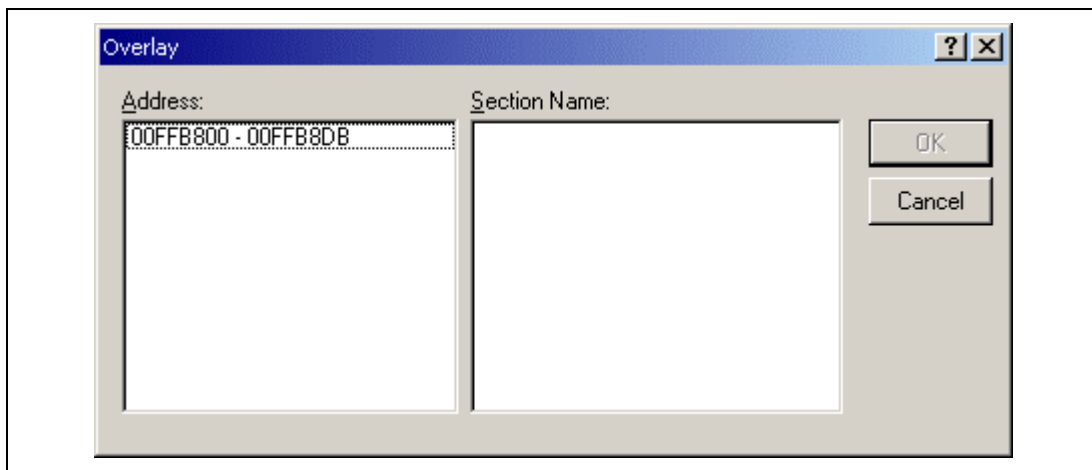 Overlay
Address:
Section Name:
00FFB800 - 00FFB8DB
OK
Cancel